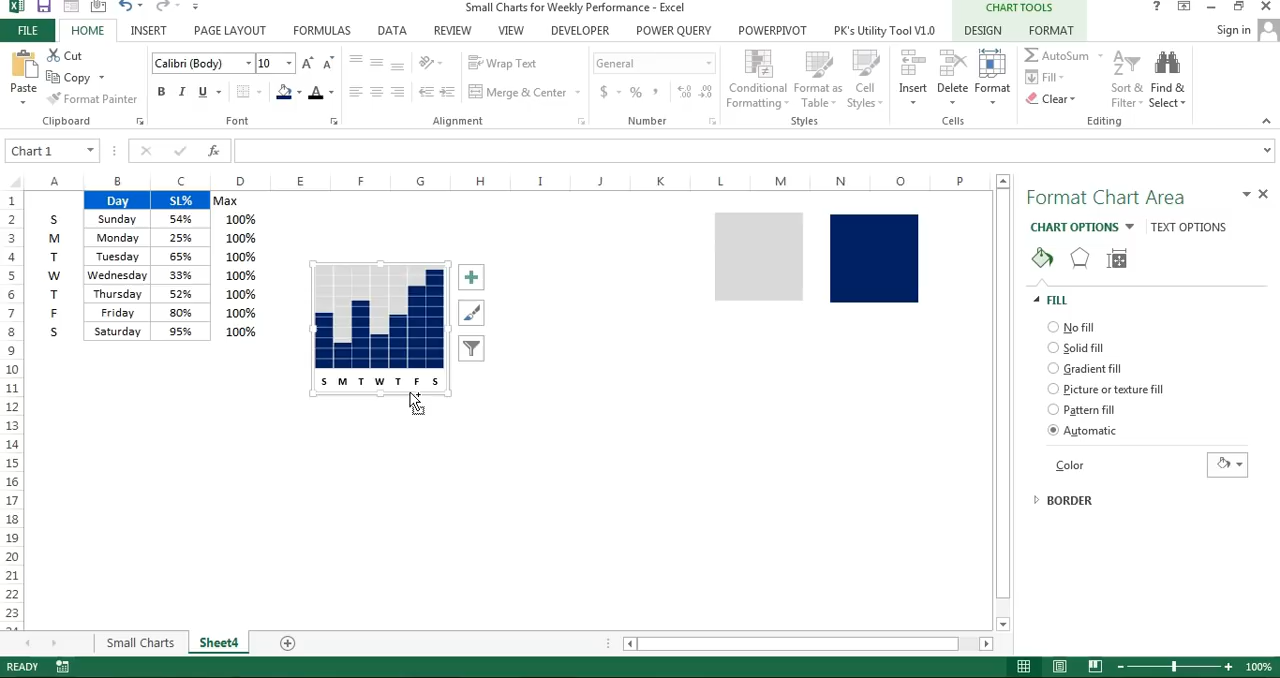 Small Charts for Weekly Performance - Excel
CHART TOOLS
?
FILE HOME INSERT PAGE LAYOUT FORMULAS DATA REVIEW VIEW DEVELOPER POWER QUERY POWERPIVOT PK's Utility Tool V1.0 DESIGN FORMAT Sign in
Paste
Cut
Copy
Format Painter
Clipboard
Calibri (Body) 10
B I U
Font
Wrap Text
Merge & Center
Alignment
General
$ % ,
Number
Conditional Formatting
Format as Table
Cell Styles
Styles
Insert Delete Format
Cells
AutoSum
Fill
Clear
Sort & Filter
Find & Select
Editing
Chart 1
fx
A B C D E F G H I J K L M N O P
1 Day SL% Max
2 S Sunday 54% 100%
3 M Monday 25% 100%
4 T Tuesday 65% 100%
5 W Wednesday 33% 100%
6 T Thursday 52% 100%
7 F Friday 80% 100%
8 S Saturday 95% 100%
9
10
11
12
13
14
15
16
17
18
19
20
21
22
23
S M T W T F S
Format Chart Area
CHART OPTIONS TEXT OPTIONS
FILL
No fill
Solid fill
Gradient fill
Picture or texture fill
Pattern fill
Automatic
Color
BORDER
Small Charts Sheet4
READY
100%